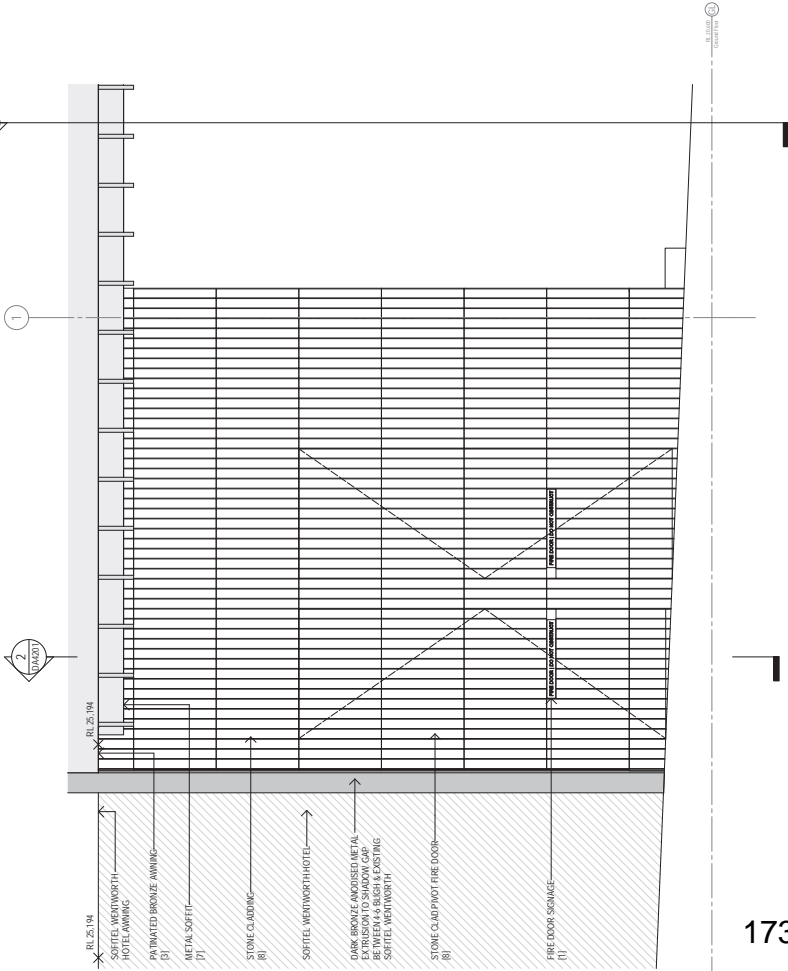 1
2
DA4201
RL 25,194
RL 25,194
SOFITEL WENTWORTH
HOTEL AWNING
PATINATED BRONZE AWNING
[3]
METAL SOFFIT
[7]
STONE CLADDING
[8]
SOFITEL WENTWORTH HOTEL
DARK BRONZE ANODISED METAL
EXTRUSION TO SHADOW GAP
BETWEEN 4-6 BLIGH & EXISTING
SOFITEL WENTWORTH
STONE CLAD PIVOT FIRE DOOR
[8]
FIRE DOOR SIGNAGE
[1]
FIRE DOOR | DO NOT OBSTRUCT
FIRE DOOR | DO NOT OBSTRUCT
Ground Floor
173